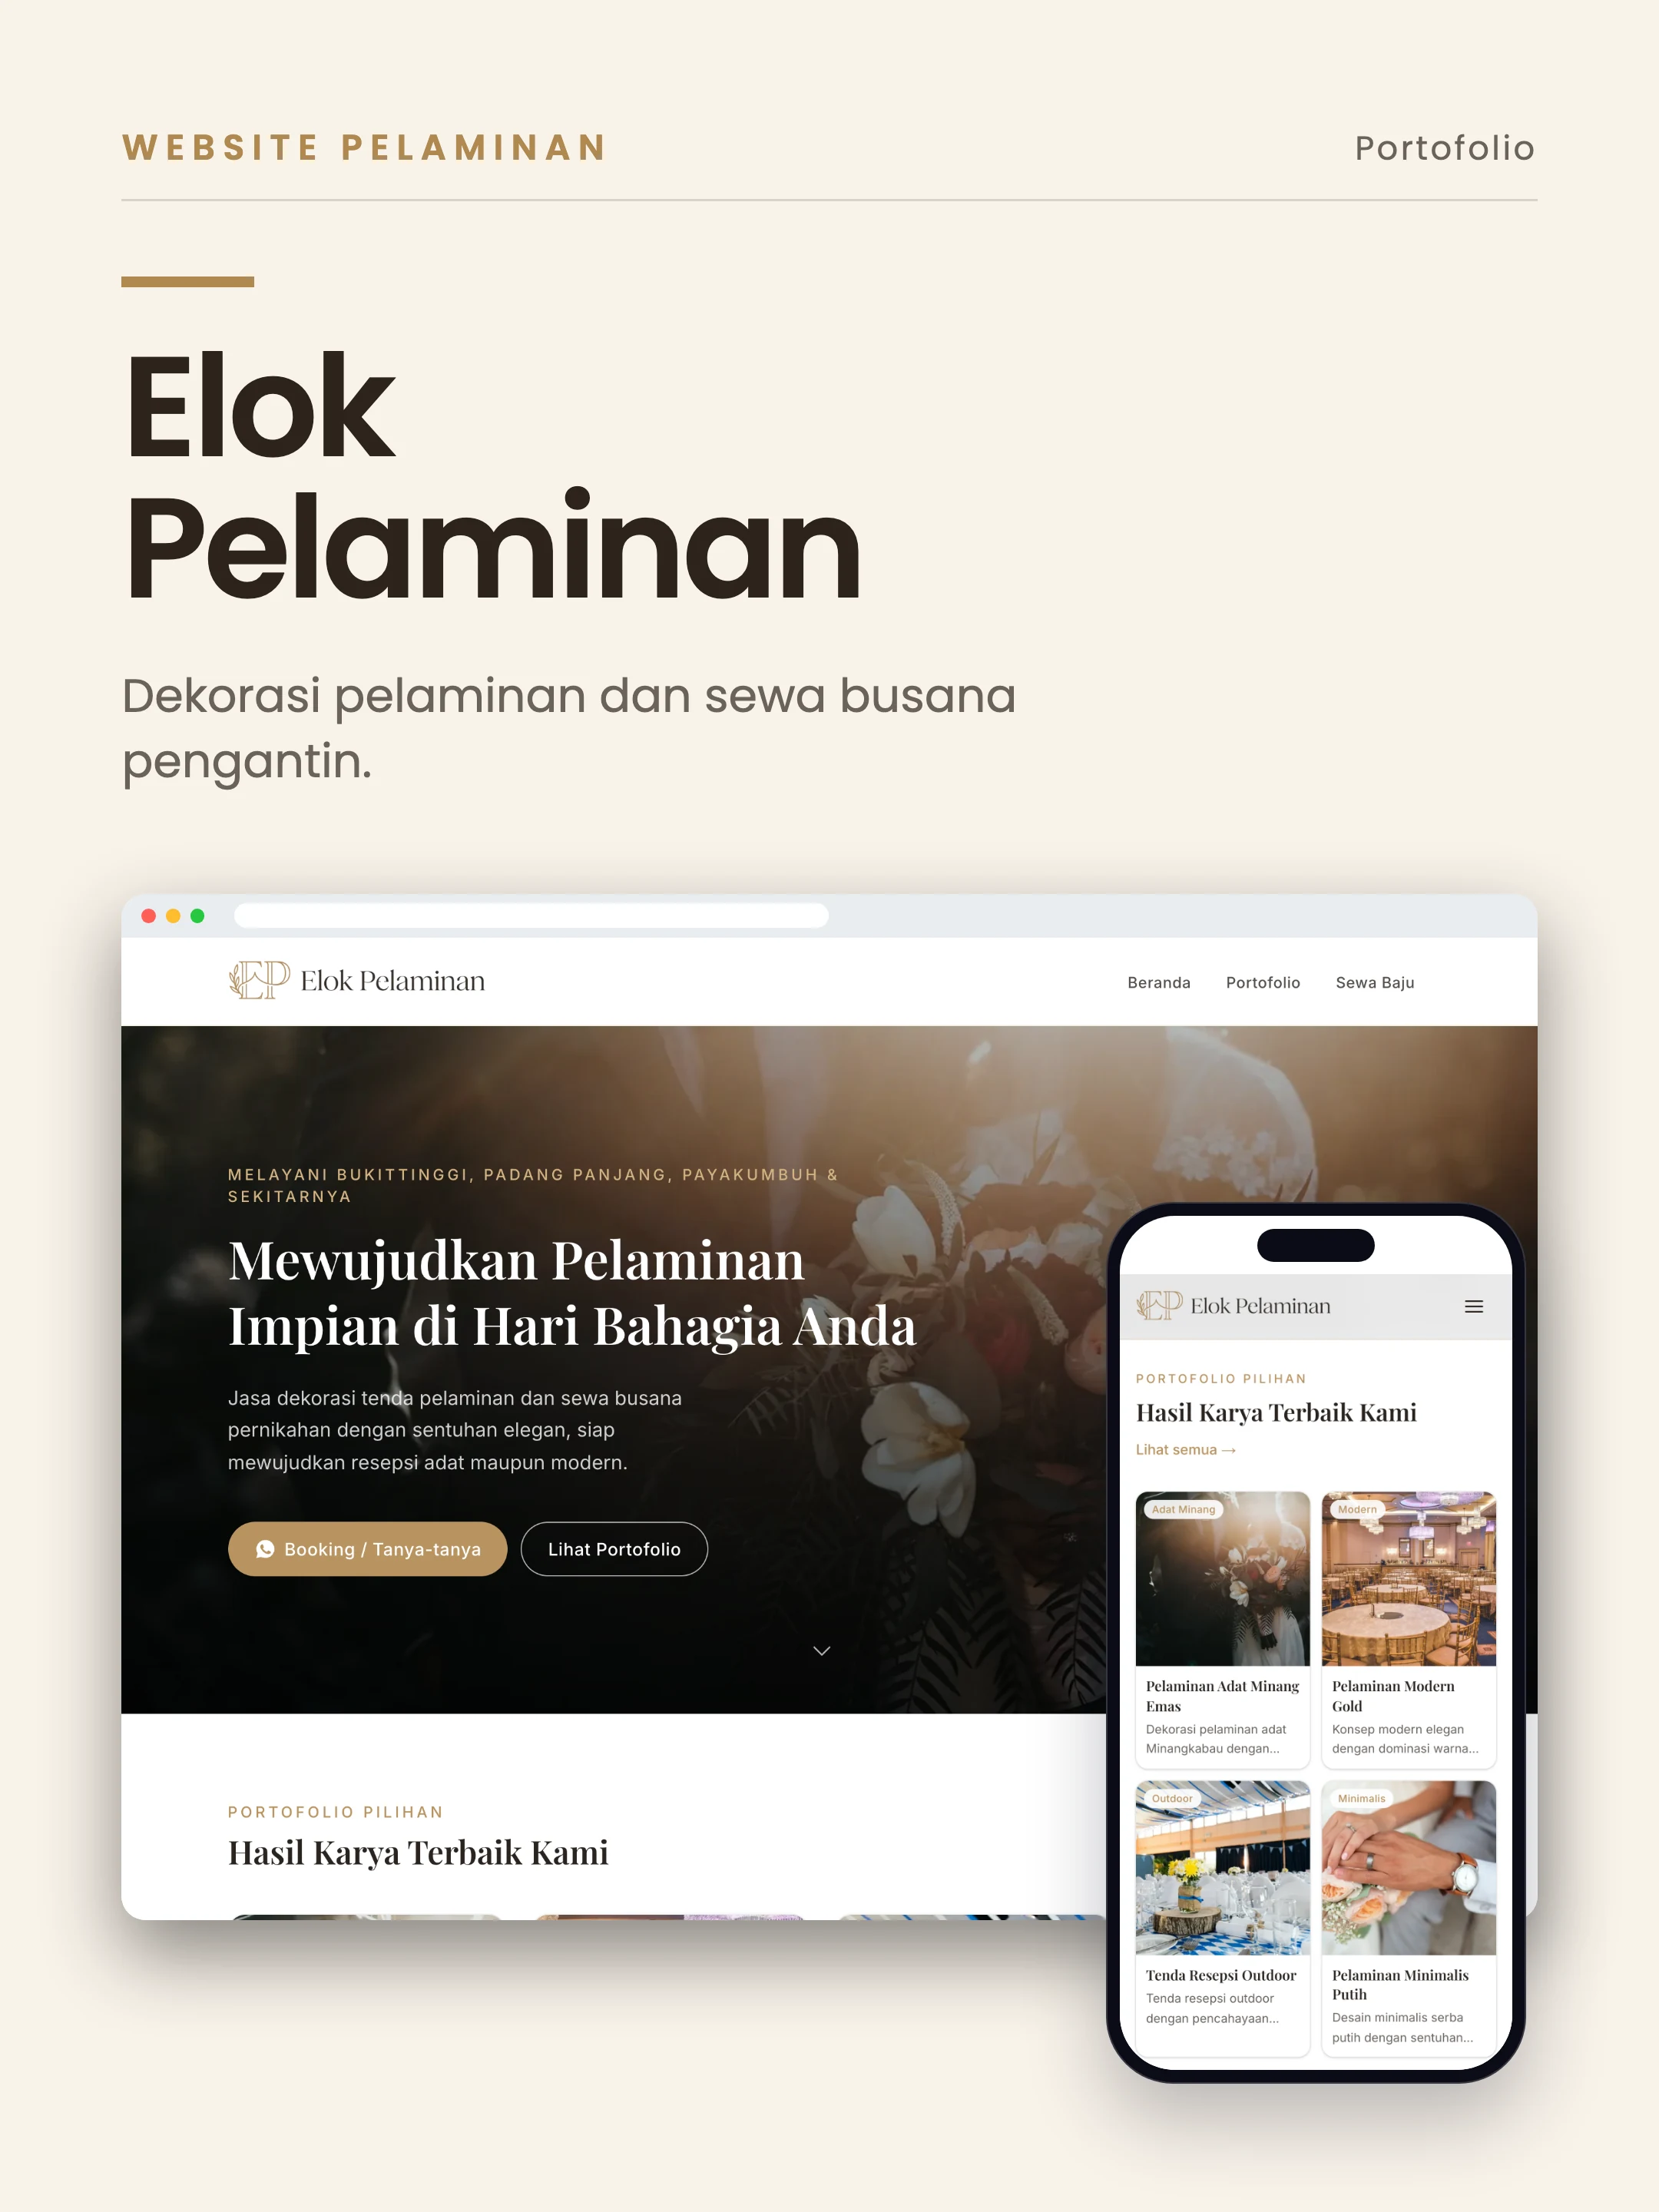 WEBSITE PELAMINAN
Portofolio
Elok
Pelaminan
Dekorasi pelaminan dan sewa busana
pengantin.
EP Elok Pelaminan
Beranda
Portofolio
Sewa Baju
MELAYANI BUKITTINGGI, PADANG PANJANG, PAYAKUMBUH &
SEKITARNYA
Mewujudkan Pelaminan
Impian di Hari Bahagia Anda
Jasa dekorasi tenda pelaminan dan sewa busana
pernikahan dengan sentuhan elegan, siap
mewujudkan resepsi adat maupun modern.
Booking / Tanya-tanya
Lihat Portofolio
PORTOFOLIO PILIHAN
Hasil Karya Terbaik Kami
EP Elok Pelaminan
PORTOFOLIO PILIHAN
Hasil Karya Terbaik Kami
Lihat semua →
Adat Minang
Pelaminan Adat Minang
Emas
Dekorasi pelaminan adat
Minangkabau dengan...
Modern
Pelaminan Modern
Gold
Konsep modern elegan
dengan dominasi warna...
Outdoor
Tenda Resepsi Outdoor
Tenda resepsi outdoor
dengan pencahayaan...
Minimalis
Pelaminan Minimalis
Putih
Desain minimalis serba
putih dengan sentuhan...